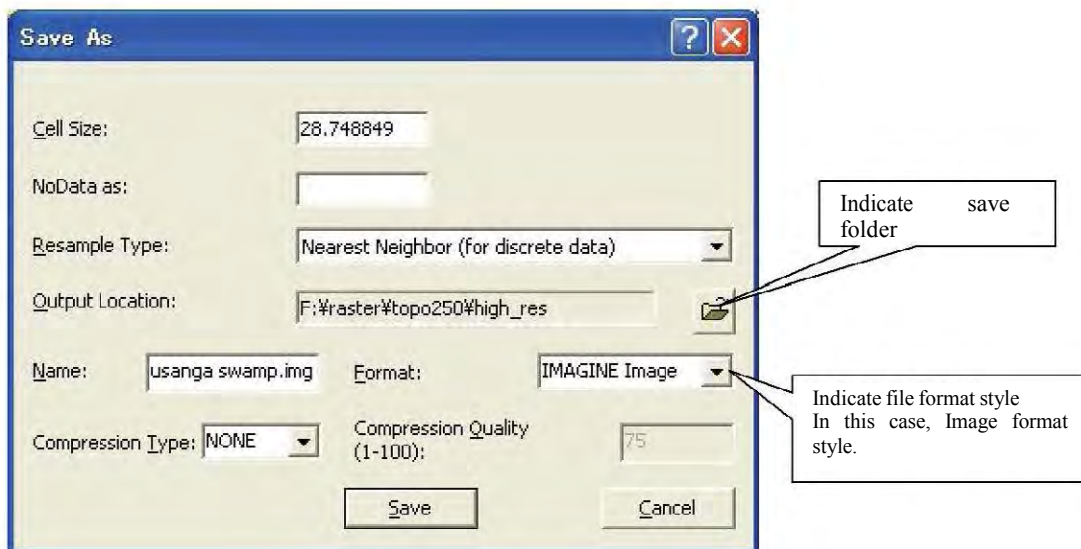 Save As
Cell Size: 28.748849
NoData as:
Resample Type: Nearest Neighbor (for discrete data)
Output Location: F:¥raster¥topo250¥high_res
Name: usanga swamp.img Format: IMAGINE Image
Compression Type: NONE Compression Quality
(1-100): 75
Save Cancel
Indicate save
folder
Indicate file format style
In this case, Image format
style.